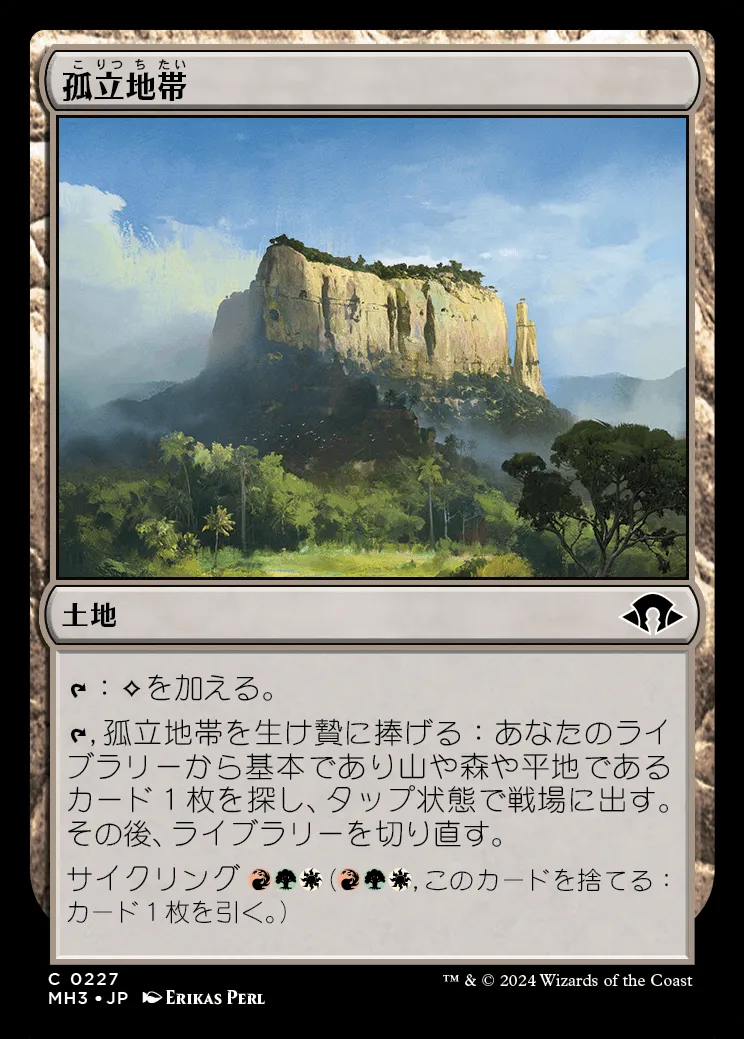 こりつちたい
孤立地帯
土地
:を加える。
,孤立地帯を生け贄に捧げる:あなたのライ
ブラリーから基本であり山や森や平地である
カード1枚を探し、タップ状態で戦場に出す。
その後、ライブラリーを切り直す。
サイクリング(,このカードを捨てる:
カード1枚を引く。)
C 0227
MH3•JP ERIKAS PERL
™ & © 2024 Wizards of the Coast